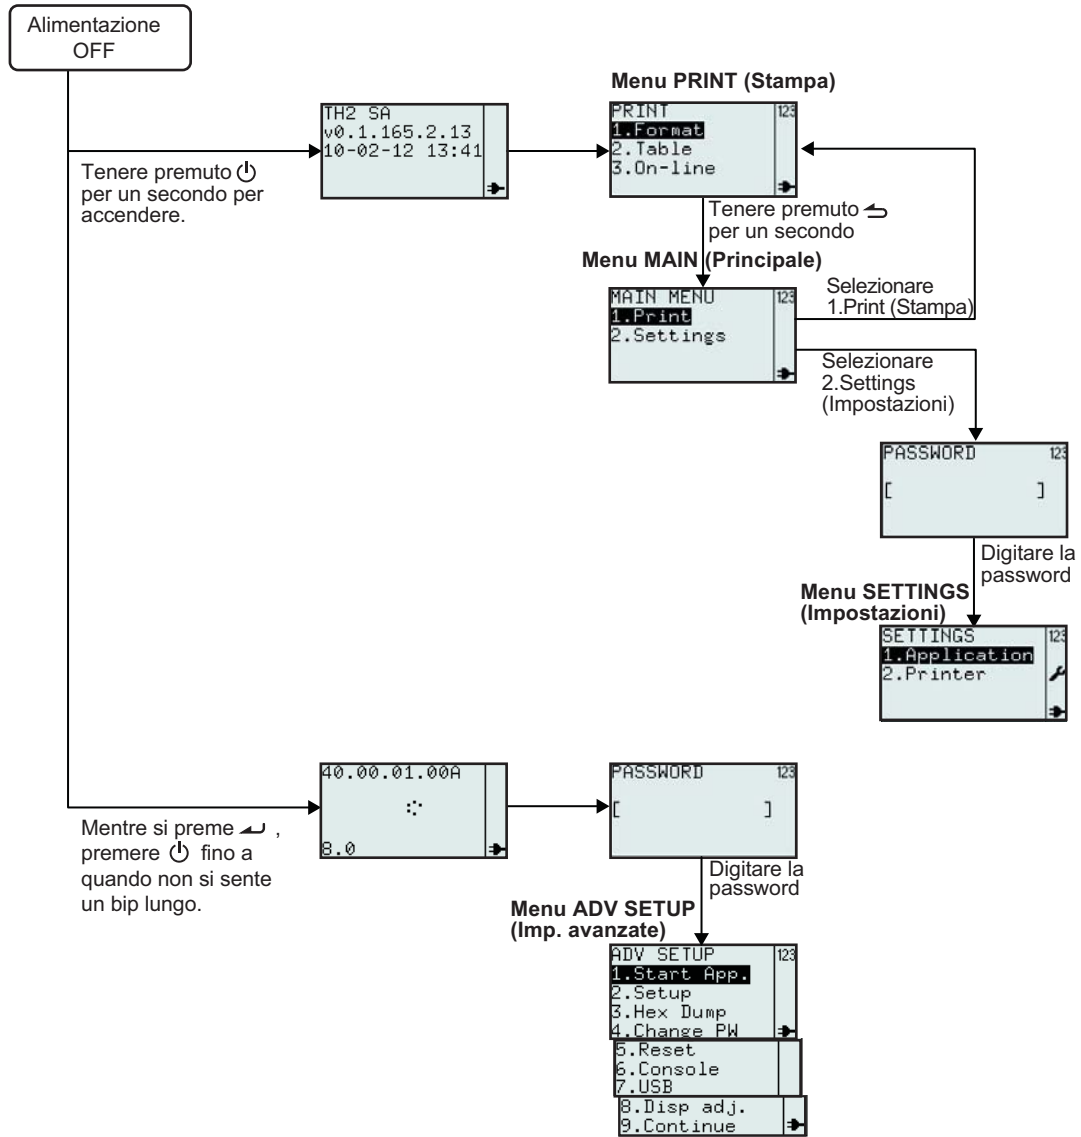 Alimentazione
OFF
Menu PRINT (Stampa)
TH2 SA
v0.1.165.2.13
10-02-12 13:41
PRINT 123
1.Format
2.Table
3.On-line
Tenere premuto
per un secondo per
accendere.
Tenere premuto
per un secondo
Menu MAIN (Principale)
MAIN MENU 123
1.Print
2.Settings
Selezionare
1.Print (Stampa)
Selezionare
2.Settings
(Impostazioni)
PASSWORD 123
[ ]
Digitare la
password
Menu SETTINGS
(Impostazioni)
SETTINGS 123
1.Application
2.Printer
40.00.01.00A
8.0
PASSWORD 123
[ ]
Mentre si preme ,
premere fino a
quando non si sente
un bip lungo.
Digitare la
password
Menu ADV SETUP
(Imp. avanzate)
ADV SETUP 123
1.Start App.
2.Setup
3.Hex Dump
4.Change PW
5.Reset
6.Console
7.USB
8.Disp adj.
9.Continue